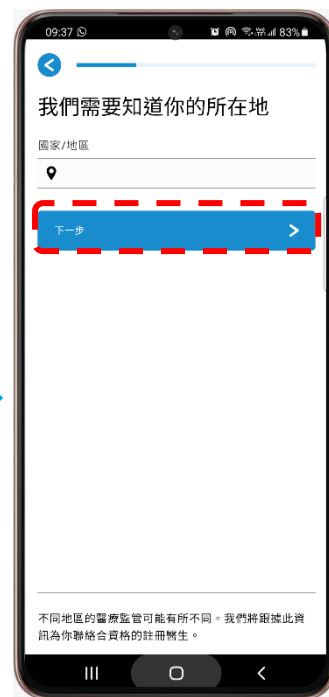 09:37 83%
我們需要知道你的所在地
國家/地區
下一步
不同地區的醫療監管可能有所不同。我們將跟據此資
訊為你聯絡合資格的註冊醫生。